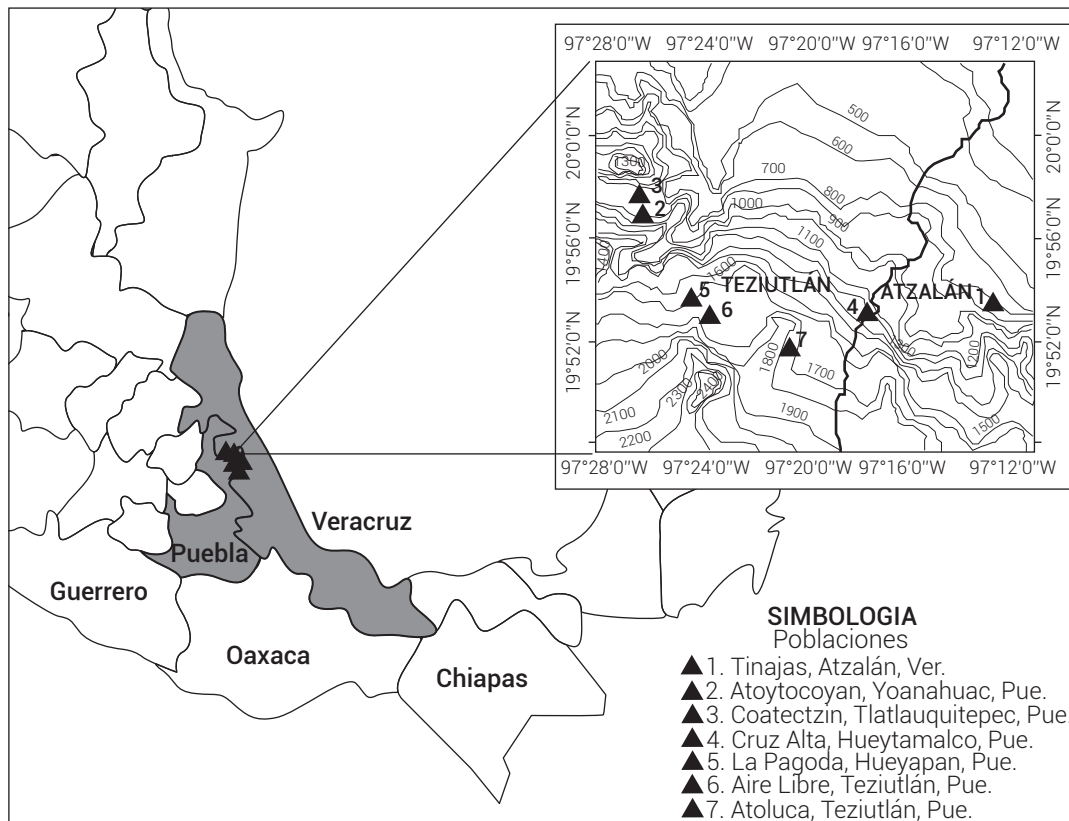 97°28'0"W 97°24'0"W 97°20'0"W 97°16'0"W 97°12'0"W
20°0'0"N
19°56'0"N
19°52'0"N
20°0'0"N
19°56'0"N
19°52'0"N
500
600
1300
700
3
2
800
1000
900
1100
1600
TEZIUTLÁN
ATZALÁN
1
5
4
6
7
1800
200
2000
1700
2300
2400
2100
1900
1500
2200
97°28'0"W 97°24'0"W 97°20'0"W 97°16'0"W 97°12'0"W
Veracruz
Puebla
Guerrero
Oaxaca
Chiapas
SIMBOLOGIA
Poblaciones
1. Tinajas, Atzalán, Ver.
2. Atoytocoyan, Yoanahuac, Pue.
3. Coatectzin, Tlatlauquitepec, Pue.
4. Cruz Alta, Hueytamalco, Pue.
5. La Pagoda, Hueyapan, Pue.
6. Aire Libre, Teziutlán, Pue.
7. Atoluca, Teziutlán, Pue.